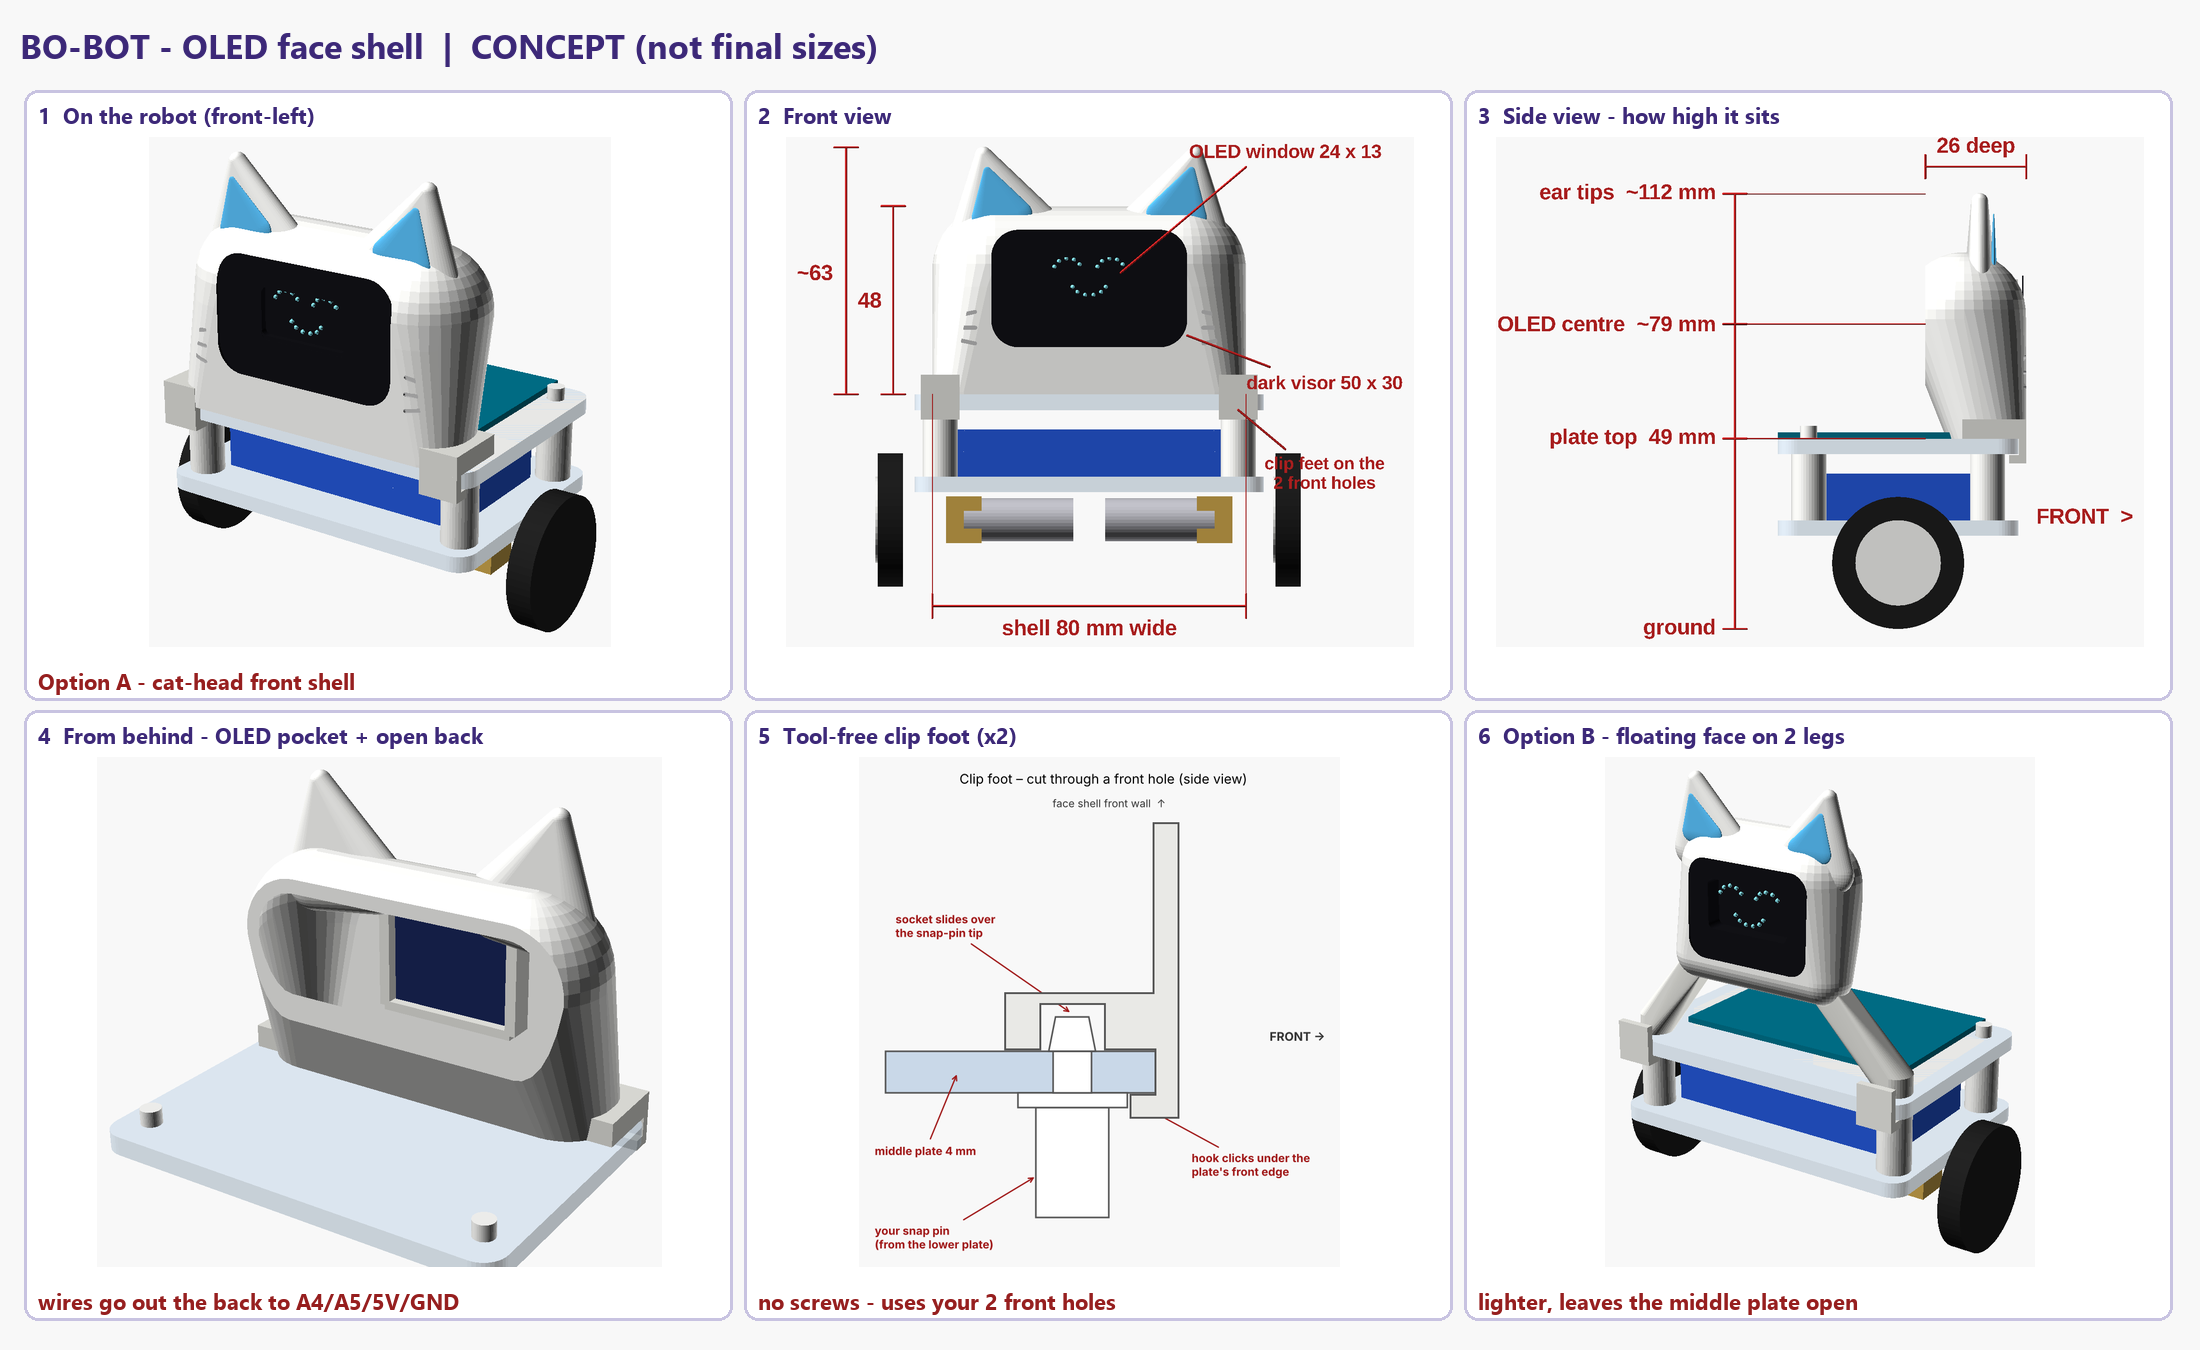 BO-BOT - OLED face shell | CONCEPT (not final sizes)
1 On the robot (front-left)
Option A - cat-head front shell
2 Front view
OLED window 24 x 13
~63
48
dark visor 50 x 30
clip feet on the
2 front holes
shell 80 mm wide
3 Side view - how high it sits
26 deep
ear tips ~112 mm
OLED centre ~79 mm
plate top 49 mm
FRONT >
ground
4 From behind - OLED pocket + open back
wires go out the back to A4/A5/5V/GND
5 Tool-free clip foot (x2)
Clip foot – cut through a front hole (side view)
face shell front wall ↑
socket slides over
the snap-pin tip
FRONT →
middle plate 4 mm
hook clicks under the
plate's front edge
your snap pin
(from the lower plate)
no screws - uses your 2 front holes
6 Option B - floating face on 2 legs
lighter, leaves the middle plate open